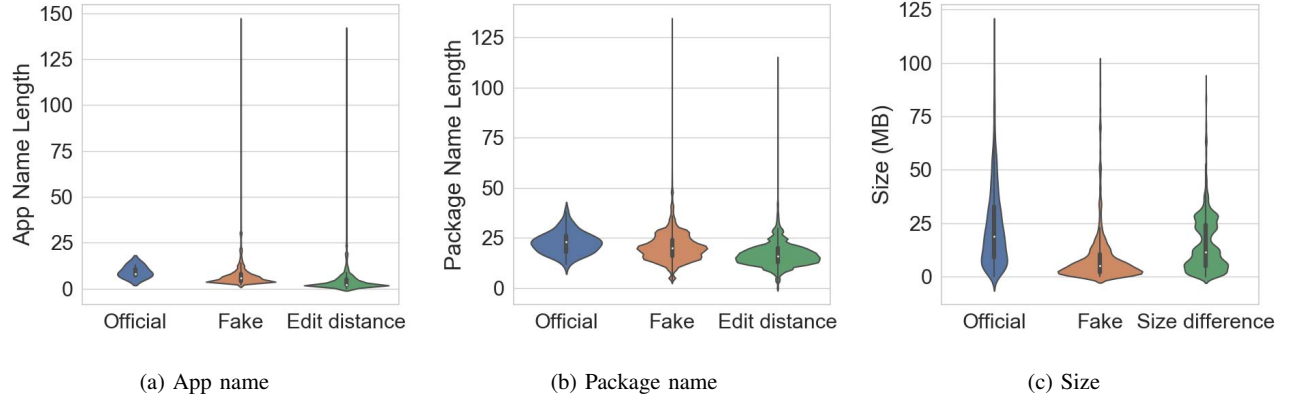 App Name Length
150
125
100
75
50
25
0
Official Fake Edit distance
(a) App name
Package Name Length
125
100
75
50
25
0
Official Fake Edit distance
(b) Package name
Size (MB)
125
100
75
50
25
0
Official Fake Size difference
(c) Size